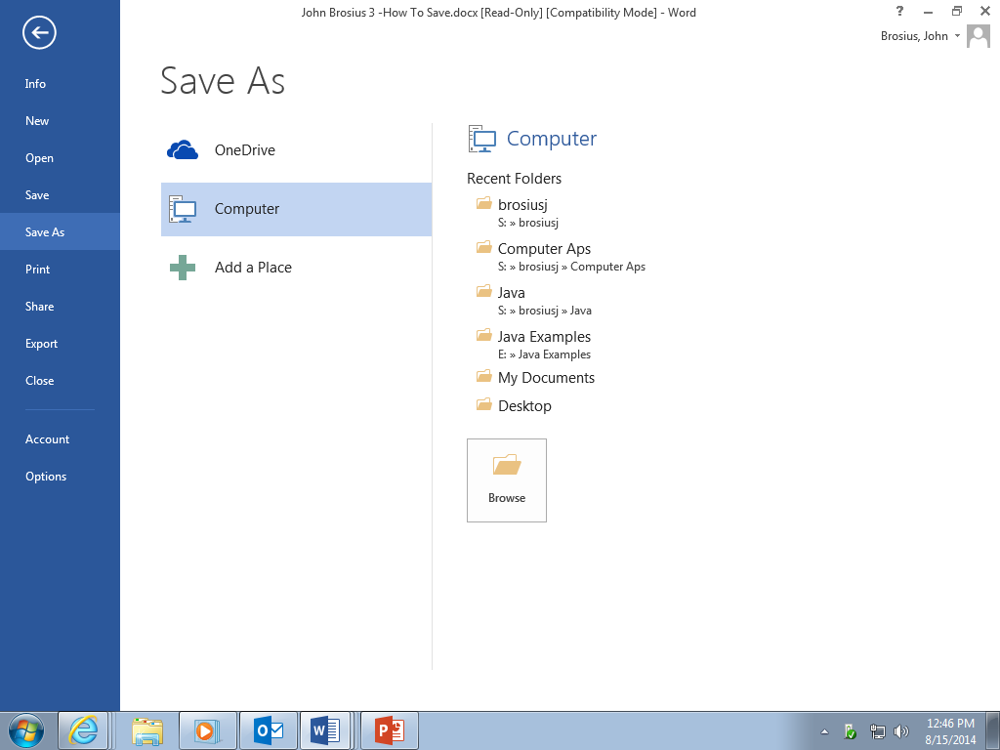 John Brosius 3 -How To Save.docx [Read-Only] [Compatibility Mode] - Word
?
Brosius, John
Info
New
Open
Save
Save As
Print
Share
Export
Close
Account
Options
Save As
OneDrive
Computer
Add a Place
Computer
Recent Folders
brosiusj
S: » brosiusj
Computer Aps
S: » brosiusj » Computer Aps
Java
S: » brosiusj » Java
Java Examples
E: » Java Examples
My Documents
Desktop
Browse
12:46 PM
8/15/2014